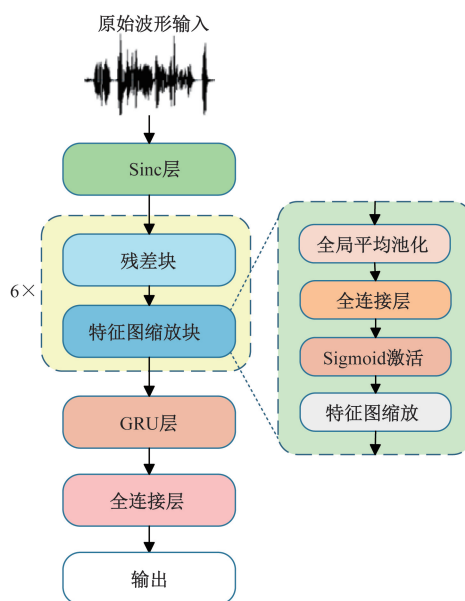 原始波形输入
Sinc层
残差块
6×
特征图缩放块
GRU层
全连接层
输出
全局平均池化
全连接层
Sigmoid激活
特征图缩放